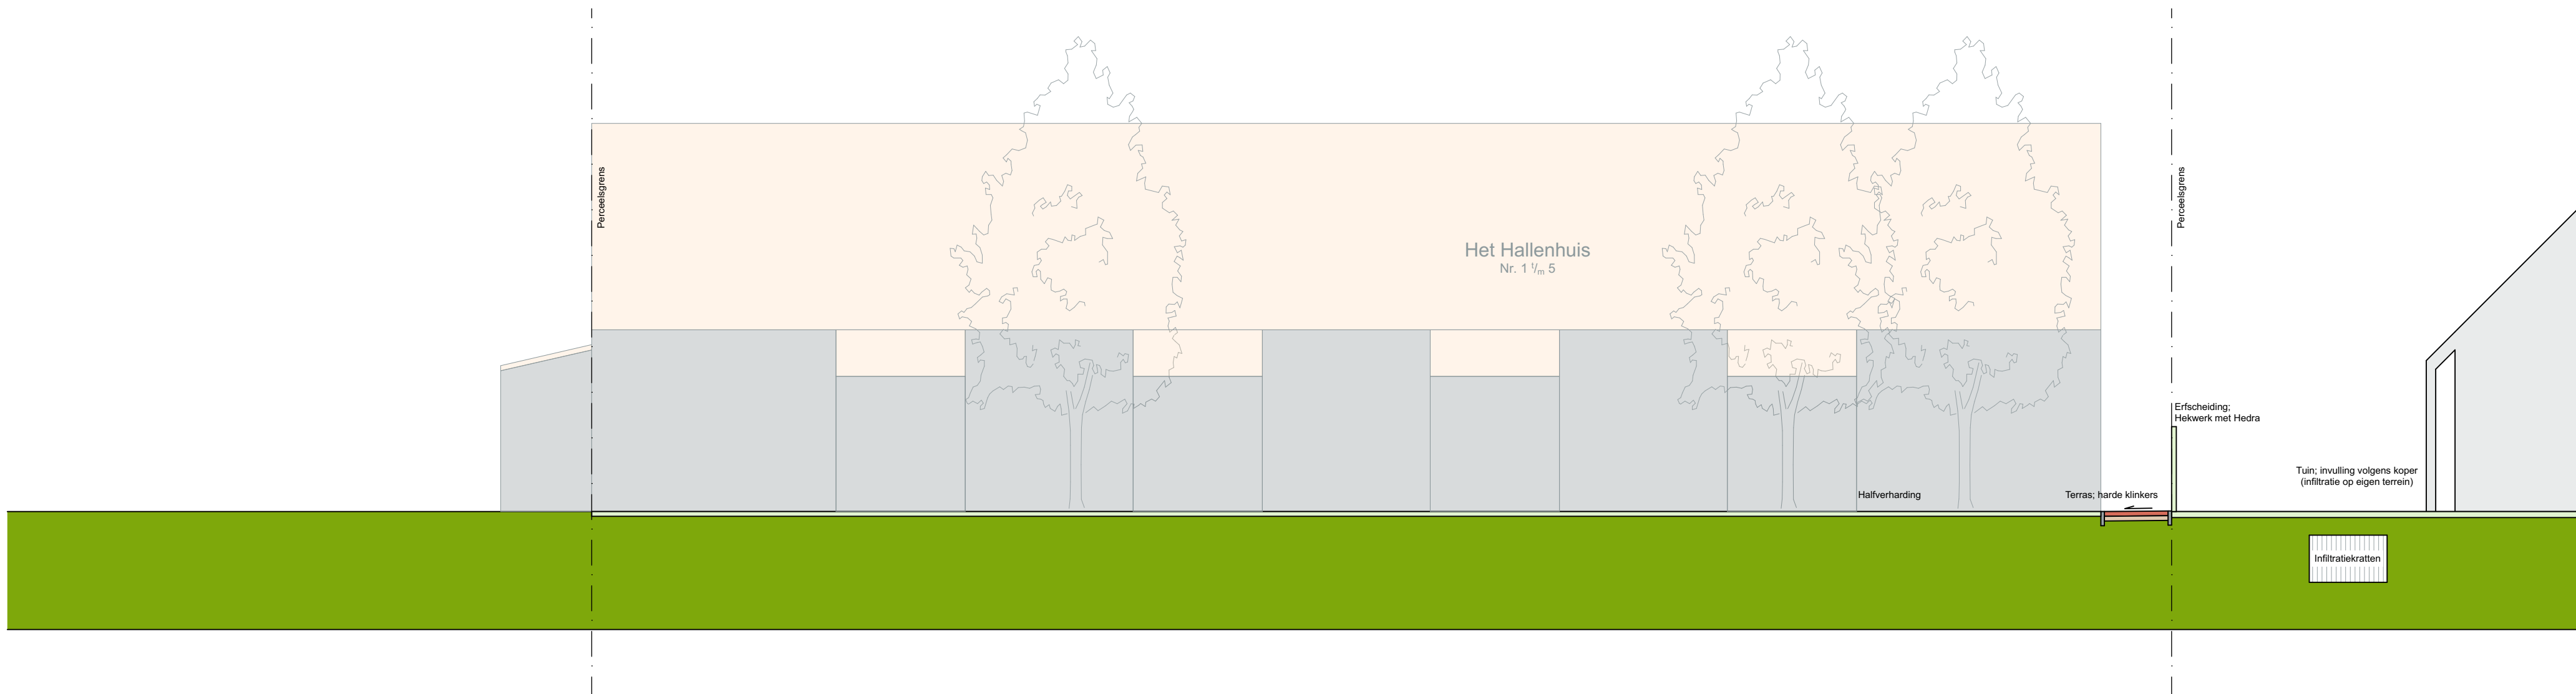 Perceelsgrens
Het Hallenhuis
Nr. 1 t/m 5
Halfverharding
Terras; harde klinkers
Perceelsgrens
Erfscheiding;
Hekwerk met Hedra
Tuin; invulling volgens koper
(infiltratie op eigen terrein)
Infiltratiekratten